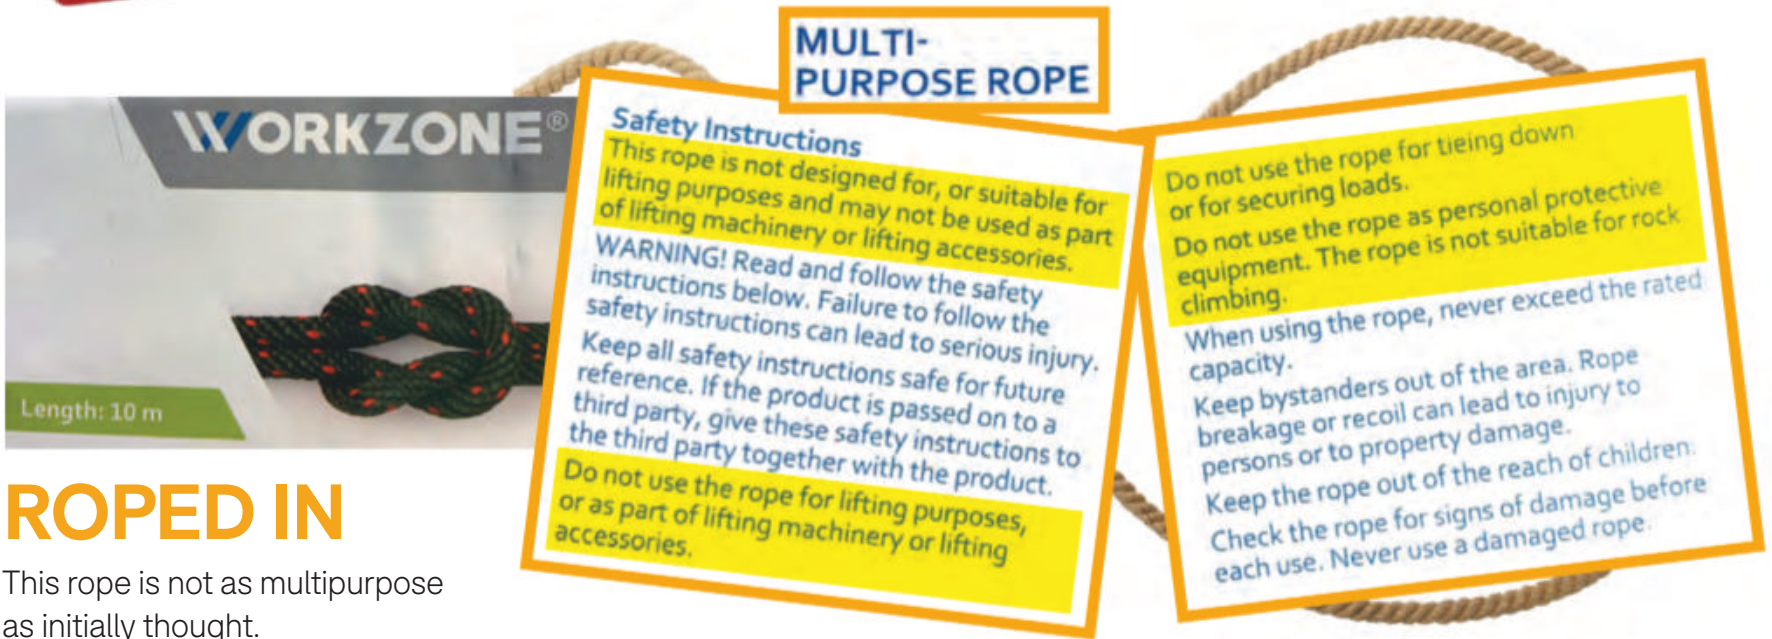 MULTI-
PURPOSE ROPE
WORKZONE®
Length: 10 m
Safety Instructions
This rope is not designed for, or suitable for
lifting purposes and may not be used as part
of lifting machinery or lifting accessories.
WARNING! Read and follow the safety
instructions below. Failure to follow the
safety instructions can lead to serious injury.
Keep all safety instructions safe for future
reference. If the product is passed on to a
third party, give these safety instructions to
the third party together with the product.
Do not use the rope for lifting purposes,
or as part of lifting machinery or lifting
accessories.
Do not use the rope for tieing down
or for securing loads.
Do not use the rope as personal protective
equipment. The rope is not suitable for rock
climbing.
When using the rope, never exceed the rated
capacity.
Keep bystanders out of the area. Rope
breakage or recoil can lead to injury to
persons or to property damage.
Keep the rope out of the reach of children.
Check the rope for signs of damage before
each use. Never use a damaged rope.
ROPED IN
This rope is not as multipurpose
as initially thought.